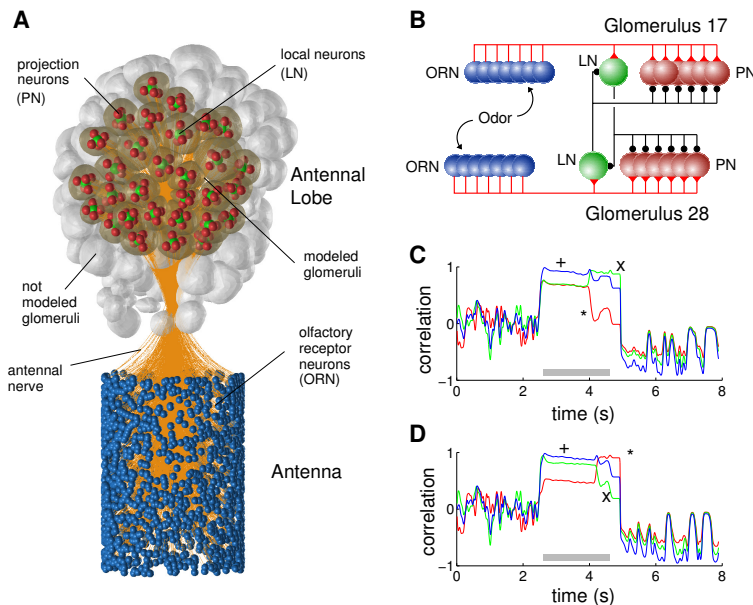 A
projection
neurons
(PN)
local neurons
(LN)
Antennal
Lobe
modeled
glomeruli
not
modeled
glomeruli
antennal
nerve
olfactory
receptor
neurons
(ORN)
Antenna
B
Glomerulus 17
ORN
LN
PN
Odor
ORN
LN
PN
Glomerulus 28
C
1
0
−1
correlation
+
x
*
0 2 4 6 8
time (s)
D
1
0
−1
correlation
+
*
x
0 2 4 6 8
time (s)